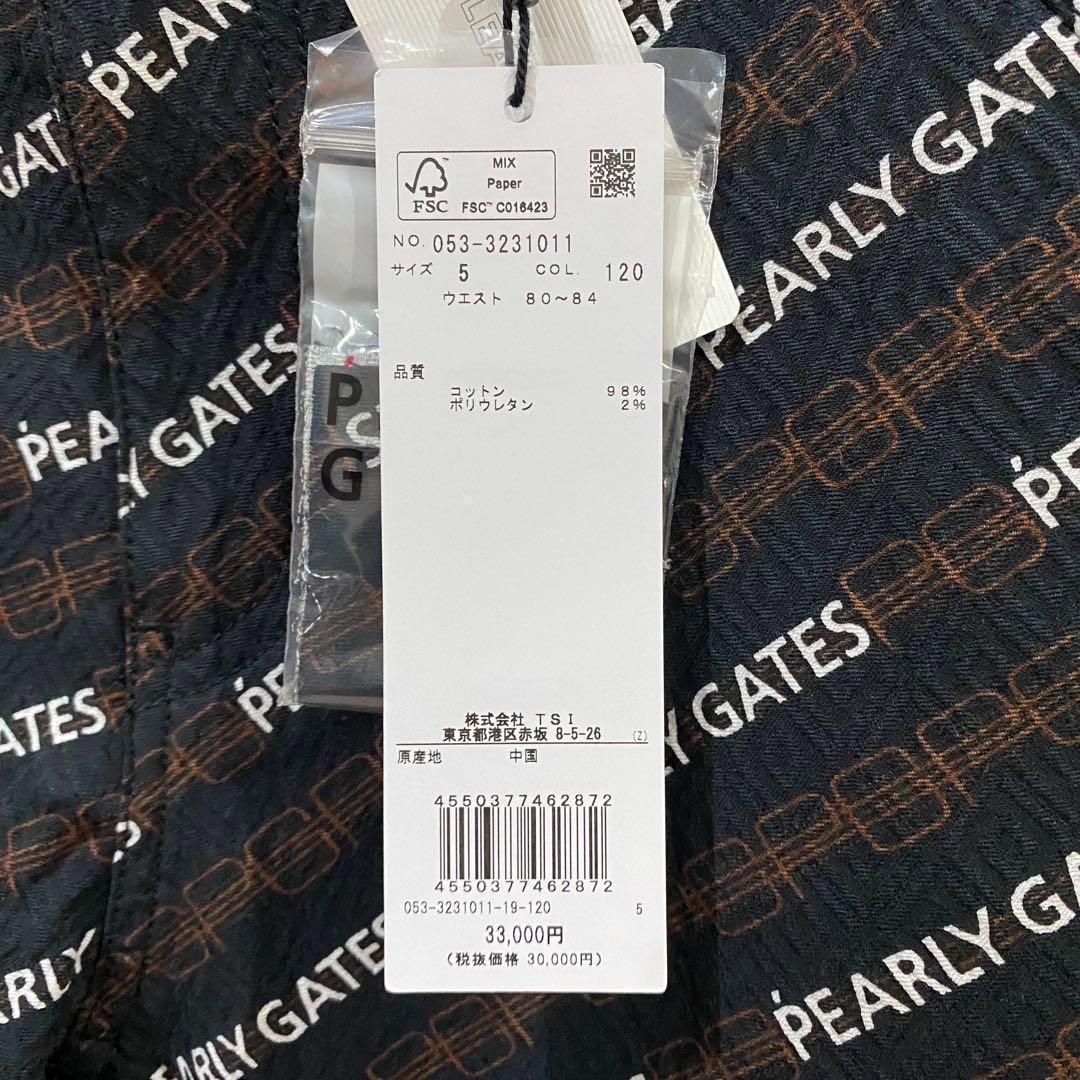 PEARLY GATES
MIX
Paper
FSC
FSC™ C016423
NO. 053-3231011
サイズ 5 COL. 120
ウエスト 80～84
品質
コットン 98%
ポリウレタン 2%
P
G
株式会社 TSI
東京都港区赤坂 8-5-26 (Z)
原産地 中国
4550377462872
4550377462872
053-3231011-19-120 5
33,000円
(税抜価格 30,000円)
PEARLY GATES
PEARLY GATES
PEARLY GATES
PEARLY GATES
PEARLY GATES